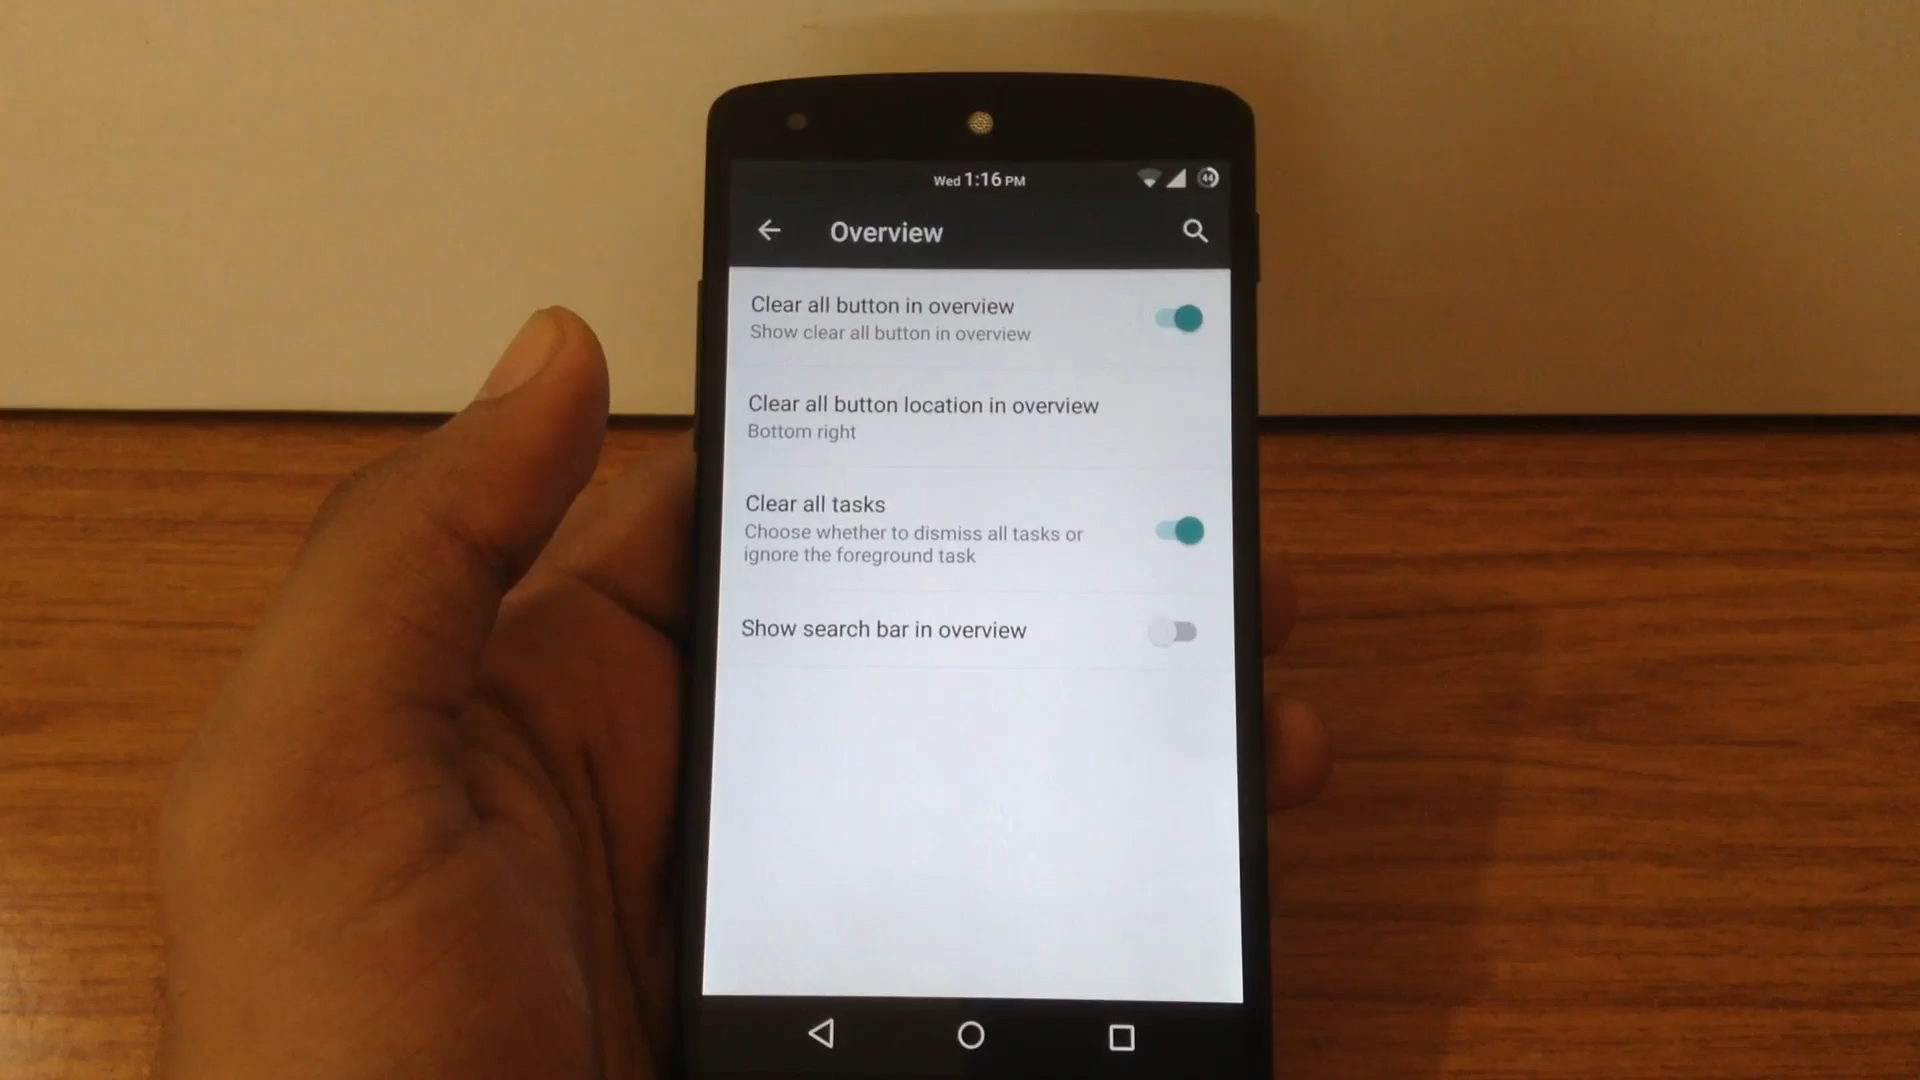 Wed 1:16 PM
44
Overview
Clear all button in overview
Show clear all button in overview
Clear all button location in overview
Bottom right
Clear all tasks
Choose whether to dismiss all tasks or
ignore the foreground task
Show search bar in overview